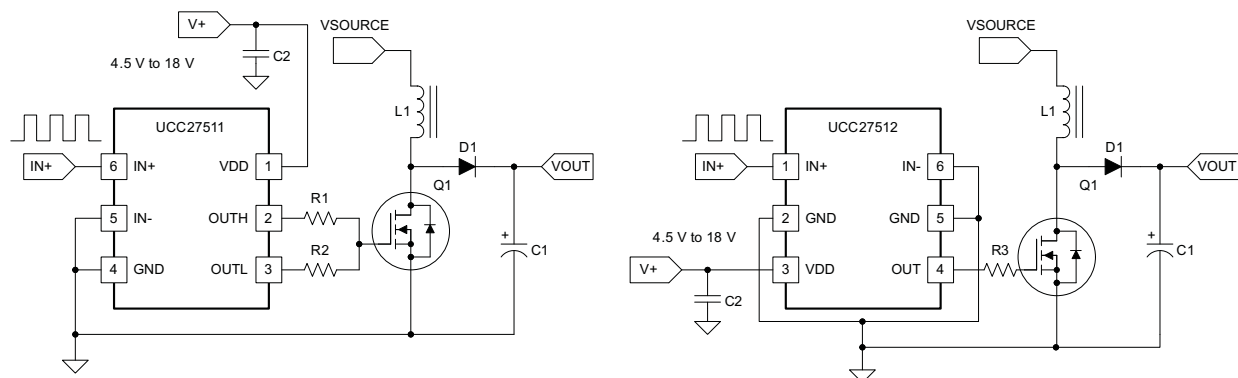 V+
VSOURCE
C2
4.5 V to 18 V
L1
UCC27511
D1
IN+
6
IN+
VDD
1
VOUT
Q1
R1
5
IN-
OUTH
2
R2
+
C1
4
GND
OUTL
3
VSOURCE
L1
UCC27512
D1
IN+
1
IN+
IN-
6
VOUT
Q1
2
GND
GND
5
4.5 V to 18 V
R3
+
C1
V+
3
VDD
OUT
4
C2